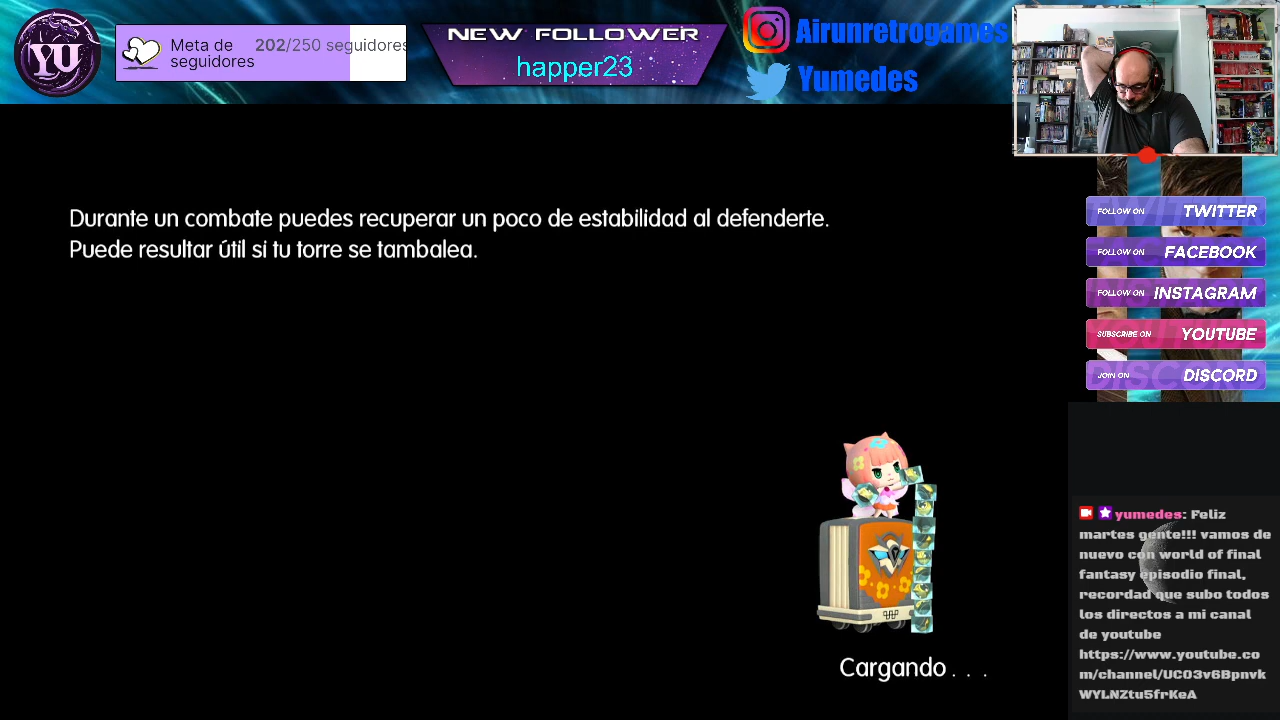 YU
Meta de seguidores
202/250 seguidores
NEW FOLLOWER
happer23
Airunretrogames
Yumedes
Durante un combate puedes recuperar un poco de estabilidad al defenderte.
Puede resultar útil si tu torre se tambalea.
FOLLOW ON TWITTER
FOLLOW ON FACEBOOK
FOLLOW ON INSTAGRAM
SUBSCRIBE ON YOUTUBE
JOIN ON DISCORD
yumedes: Feliz
martes gente!!! vamos de
nuevo con world of final
fantasy episodio final,
recordad que subo todos
los directos a mi canal
de youtube
https://www.youtube.co
m/channel/UC03v6Bpnvk
WYLNZtu5frKeA
Cargando . . .